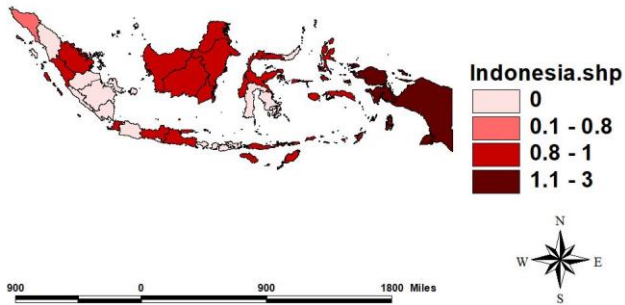 Indonesia.shp
0
0.1 - 0.8
0.8 - 1
1.1 - 3
N
W E
S
900 0 900 1800 Miles